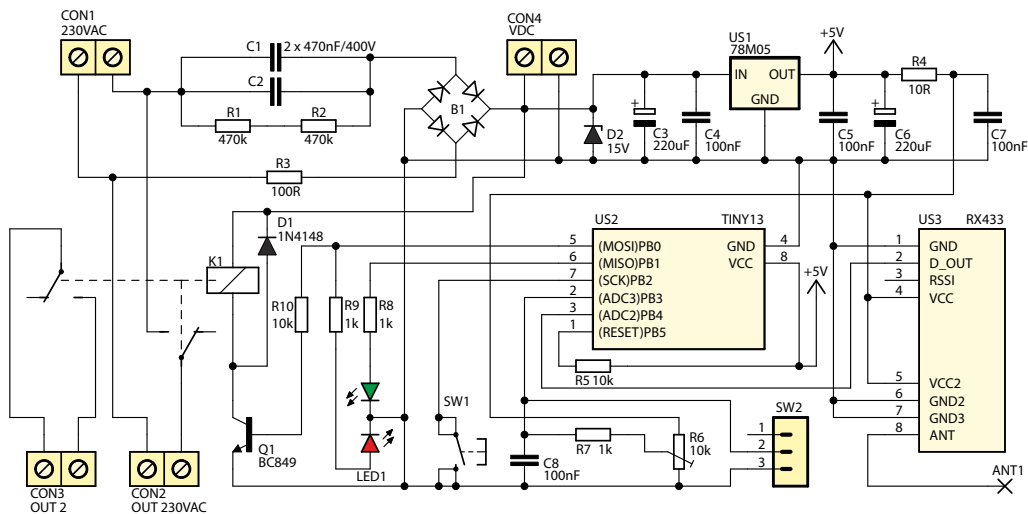 CON1
230VAC
C1
2 x 470nF/400V
C2
R1
470k
R2
470k
B1
CON4
VDC
US1
78M05
IN
OUT
GND
+5V
R4
10R
D2
15V
+
C3
220uF
C4
100nF
C5
100nF
+
C6
220uF
C7
100nF
R3
100R
D1
1N4148
K1
R10
10k
R9
1k
R8
1k
US2
TINY13
5
(MOSI)PB0
6
(MISO)PB1
7
(SCK)PB2
2
(ADC3)PB3
3
(ADC2)PB4
1
(RESET)PB5
GND
4
VCC
8
+5V
R5 10k
US3
RX433
1
GND
2
D_OUT
3
RSSI
4
VCC
5
VCC2
6
GND2
7
GND3
8
ANT
ANT1
SW1
SW2
1
2
3
R6
10k
R7
1k
C8
100nF
LED1
Q1
BC849
CON3
OUT 2
CON2
OUT 230VAC